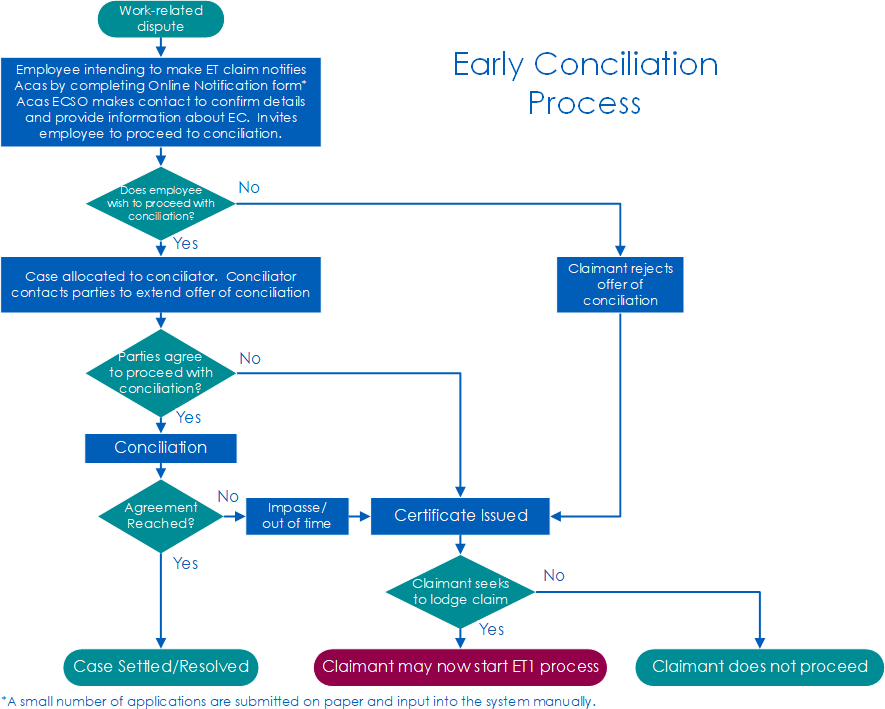 Work-related
dispute
Early Conciliation
Process
Employee intending to make ET claim notifies
Acas by completing Online Notification form*
Acas ECSO makes contact to confirm details
and provide information about EC.  Invites
employee to proceed to conciliation.
Does employee
wish to proceed with
conciliation?
No
Yes
Case allocated to conciliator.  Conciliator
contacts parties to extend offer of conciliation
Claimant rejects
offer of
conciliation
Parties agree
to proceed with
conciliation?
No
Yes
Conciliation
Agreement
Reached?
No
Impasse/
out of time
Certificate Issued
Yes
Claimant seeks
to lodge claim
No
Yes
Case Settled/Resolved
Claimant may now start ET1 process
Claimant does not proceed
*A small number of applications are submitted on paper and input into the system manually.